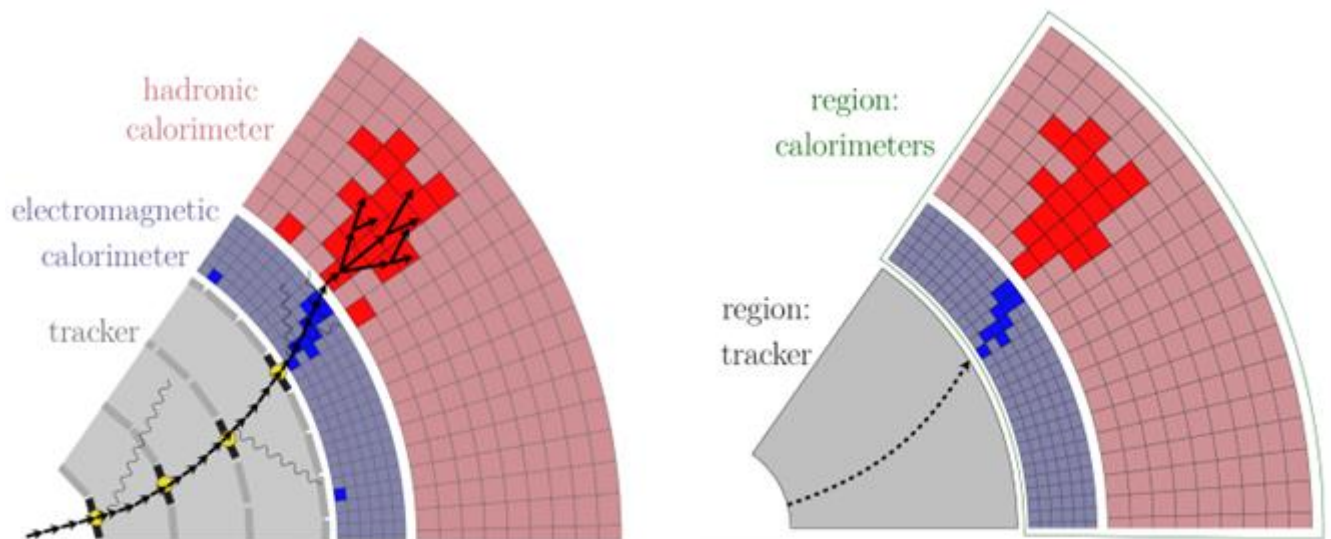 hadronic
calorimeter
electromagnetic
calorimeter
tracker
region:
calorimeters
region:
tracker